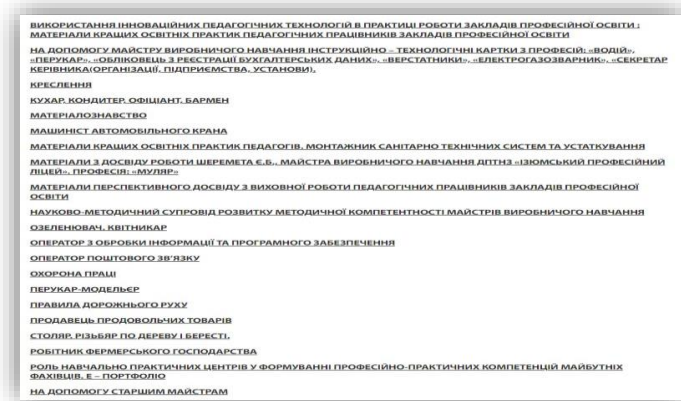 ВИКОРИСТАННЯ ІННОВАЦІЙНИХ ПЕДАГОГІЧНИХ ТЕХНОЛОГІЙ В ПРАКТИЦІ РОБОТИ ЗАКЛАДІВ ПРОФЕСІЙНОЇ ОСВІТИ :
МАТЕРІАЛИ КРАЩИХ ОСВІТНІХ ПРАКТИК ПЕДАГОГІЧНИХ ПРАЦІВНИКІВ ЗАКЛАДІВ ПРОФЕСІЙНОЇ ОСВІТИ
НА ДОПОМОГУ МАЙСТРУ ВИРОБНИЧОГО НАВЧАННЯ ІНСТРУКЦІЙНО – ТЕХНОЛОГІЧНІ КАРТКИ З ПРОФЕСІЙ: «ВОДІЙ»,
«ПЕРУКАР», «ОБЛІКОВЕЦЬ З РЕЄСТРАЦІЇ БУХГАЛТЕРСЬКИХ ДАНИХ», «ВЕРСТАТНИКИ», «ЕЛЕКТРОГАЗОЗВАРНИК», «СЕКРЕТАР
КЕРІВНИКА(ОРГАНІЗАЦІЇ, ПІДПРИЄМСТВА, УСТАНОВИ).
КРЕСЛЕННЯ
КУХАР, КОНДИТЕР, ОФІЦІАНТ, БАРМЕН
МАТЕРІАЛОЗНАВСТВО
МАШИНІСТ АВТОМОБІЛЬНОГО КРАНА
МАТЕРІАЛИ КРАЩИХ ОСВІТНІХ ПРАКТИК ПЕДАГОГІВ. МОНТАЖНИК САНІТАРНО ТЕХНІЧНИХ СИСТЕМ ТА УСТАТКУВАННЯ
МАТЕРІАЛИ З ДОСВІДУ РОБОТИ ШЕРЕМЕТА Є.Б., МАЙСТРА ВИРОБНИЧОГО НАВЧАННЯ ДПТНЗ «ІЗЮМСЬКИЙ ПРОФЕСІЙНИЙ
ЛІЦЕЙ». ПРОФЕСІЯ: «МУЛЯР»
МАТЕРІАЛИ ПЕРСПЕКТИВНОГО ДОСВІДУ З ВИХОВНОЇ РОБОТИ ПЕДАГОГІЧНИХ ПРАЦІВНИКІВ ЗАКЛАДІВ ПРОФЕСІЙНОЇ
ОСВІТИ
НАУКОВО-МЕТОДИЧНИЙ СУПРОВІД РОЗВИТКУ МЕТОДИЧНОЇ КОМПЕТЕНТНОСТІ МАЙСТРІВ ВИРОБНИЧОГО НАВЧАННЯ
ОЗЕЛЕНЮВАЧ. КВІТНИКАР
ОПЕРАТОР З ОБРОБКИ ІНФОРМАЦІЇ ТА ПРОГРАМНОГО ЗАБЕЗПЕЧЕННЯ
ОПЕРАТОР ПОШТОВОГО ЗВ'ЯЗКУ
ОХОРОНА ПРАЦІ
ПЕРУКАР-МОДЕЛЬЄР
ПРАВИЛА ДОРОЖНЬОГО РУХУ
ПРОДАВЕЦЬ ПРОДОВОЛЬЧИХ ТОВАРІВ
СТОЛЯР. РІЗЬБЯР ПО ДЕРЕВУ І БЕРЕСТІ.
РОБІТНИК ФЕРМЕРСЬКОГО ГОСПОДАРСТВА
РОЛЬ НАВЧАЛЬНО ПРАКТИЧНИХ ЦЕНТРІВ У ФОРМУВАННІ ПРОФЕСІЙНО-ПРАКТИЧНИХ КОМПЕТЕНЦІЙ МАЙБУТНІХ
ФАХІВЦІВ. Е – ПОРТФОЛІО
НА ДОПОМОГУ СТАРШИМ МАЙСТРАМ